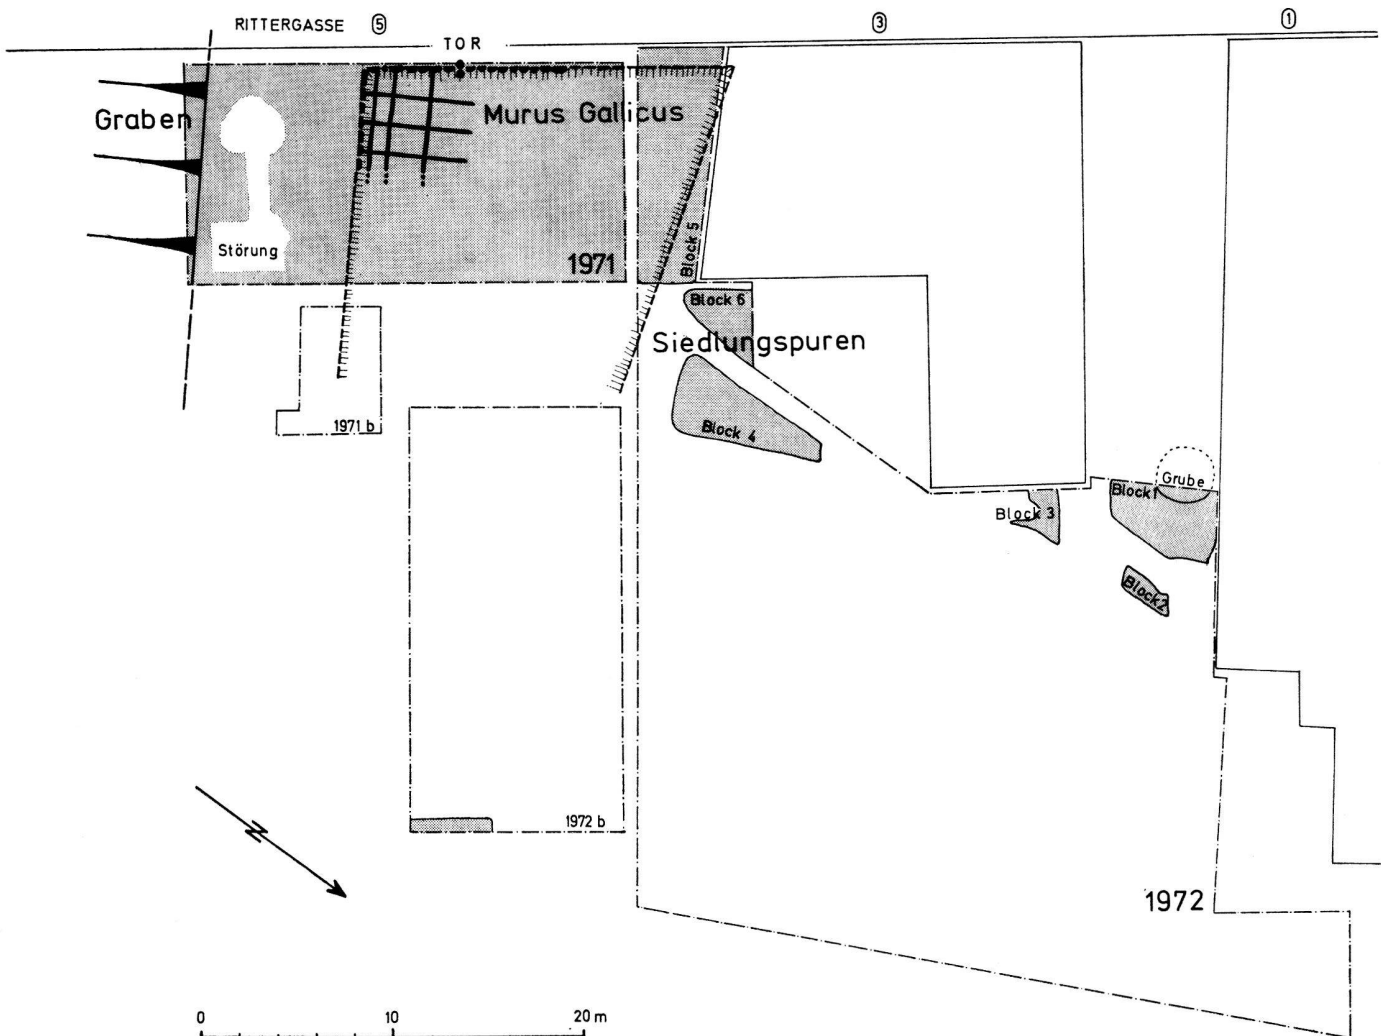 RITTERGASSE 5 3 1
TOR
Graben
Murus Gallicus
Störung
1971
Block 5
Block 6
Siedlungspuren
1971 b
Block 4
Grube
Block 1
Block 3
Block 2
1972 b
N
1972
0 10 20 m